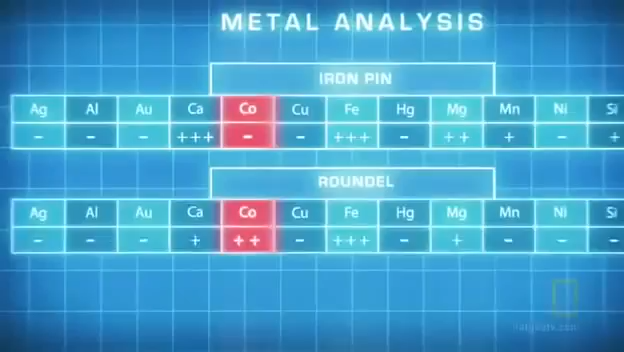 METAL ANALYSIS
IRON PIN
Ag Al Au Ca Co Cu Fe Hg Mg Mn Ni Si
- - - +++ - - +++ - ++ + - +
ROUNDEL
Ag Al Au Ca Co Cu Fe Hg Mg Mn Ni Si
- - - + ++ - +++ - + - - -